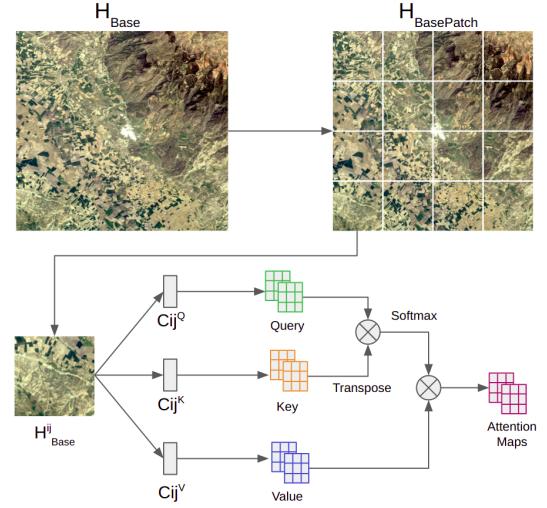 H_Base
H_BasePatch
Cij^Q
Query
Softmax
Cij^K
Key
Transpose
H^ij_Base
Cij^V
Value
Attention
Maps